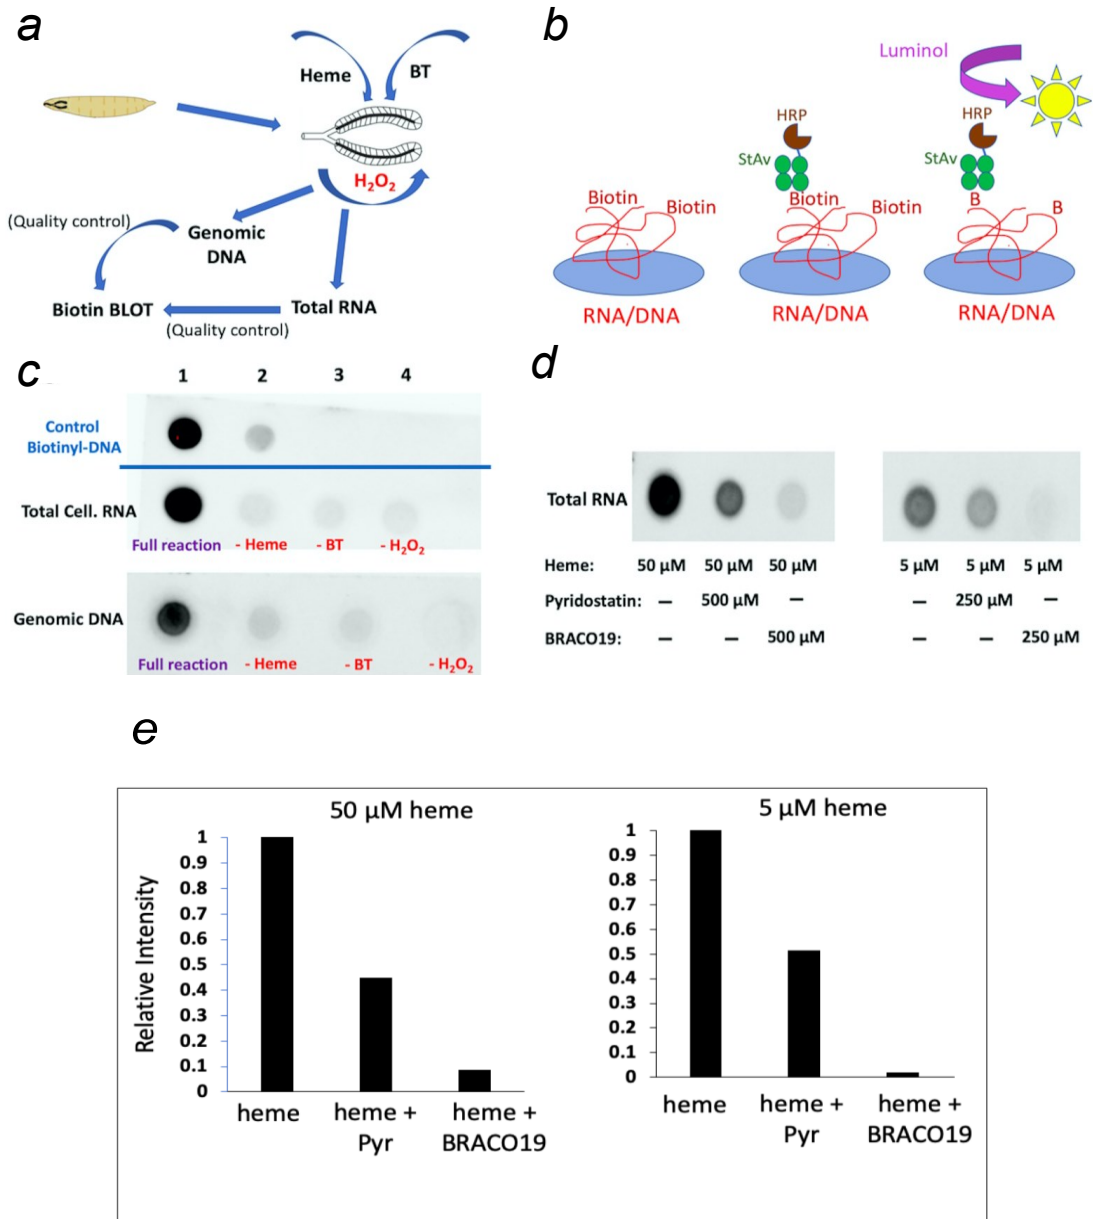 a
Heme
BT
H₂O₂
(Quality control)
Genomic
DNA
Biotin BLOT
Total RNA
(Quality control)
b
Luminol
HRP
HRP
StAv
StAv
Biotin
Biotin
Biotin
Biotin
B
B
RNA/DNA
RNA/DNA
RNA/DNA
c
1 2 3 4
Control
Biotinyl-DNA
Total Cell. RNA
Full reaction - Heme - BT - H₂O₂
Genomic DNA
Full reaction - Heme - BT - H₂O₂
d
Total RNA
Heme: 50 µM 50 µM 50 µM 5 µM 5 µM 5 µM
Pyridostatin: – 500 µM – – 250 µM –
BRACO19: – – 500 µM – – 250 µM
e
50 µM heme
1
0.9
0.8
0.7
0.6
0.5
0.4
0.3
0.2
0.1
0
Relative Intensity
heme
heme +
Pyr
heme +
BRACO19
5 µM heme
1
0.9
0.8
0.7
0.6
0.5
0.4
0.3
0.2
0.1
0
heme
heme +
Pyr
heme +
BRACO19